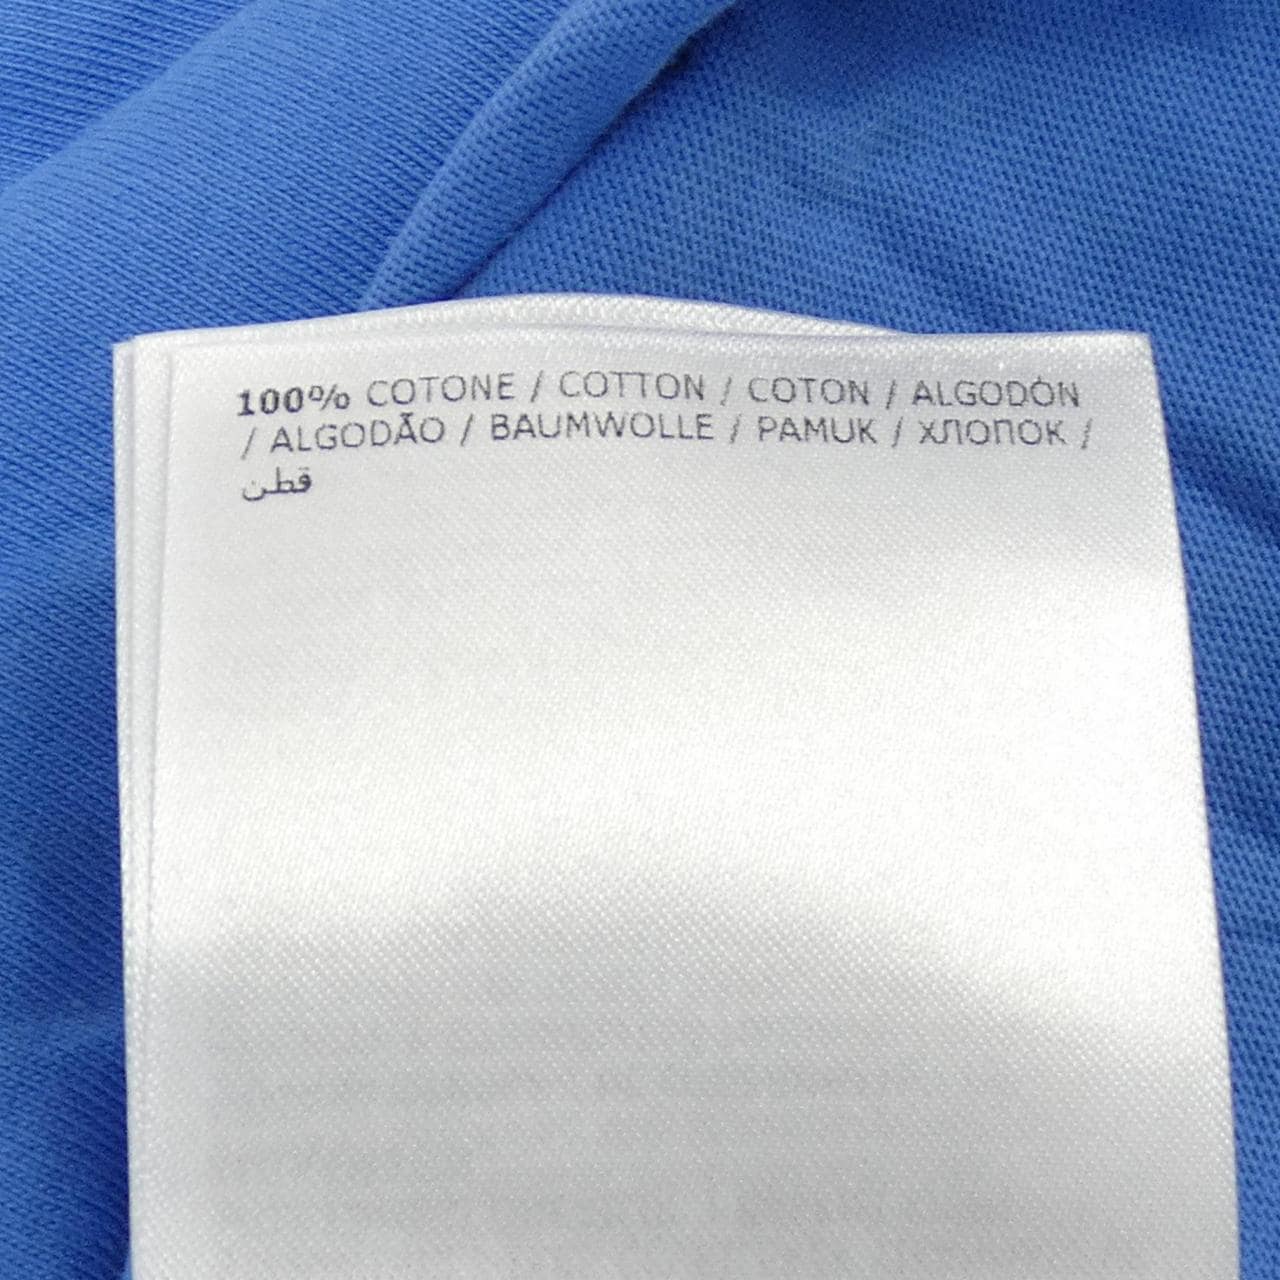 100% COTONE / COTTON / COTON / ALGODÓN
/ ALGODÃO / BAUMWOLLE / PAMUK / ХЛОПОК /
قطن